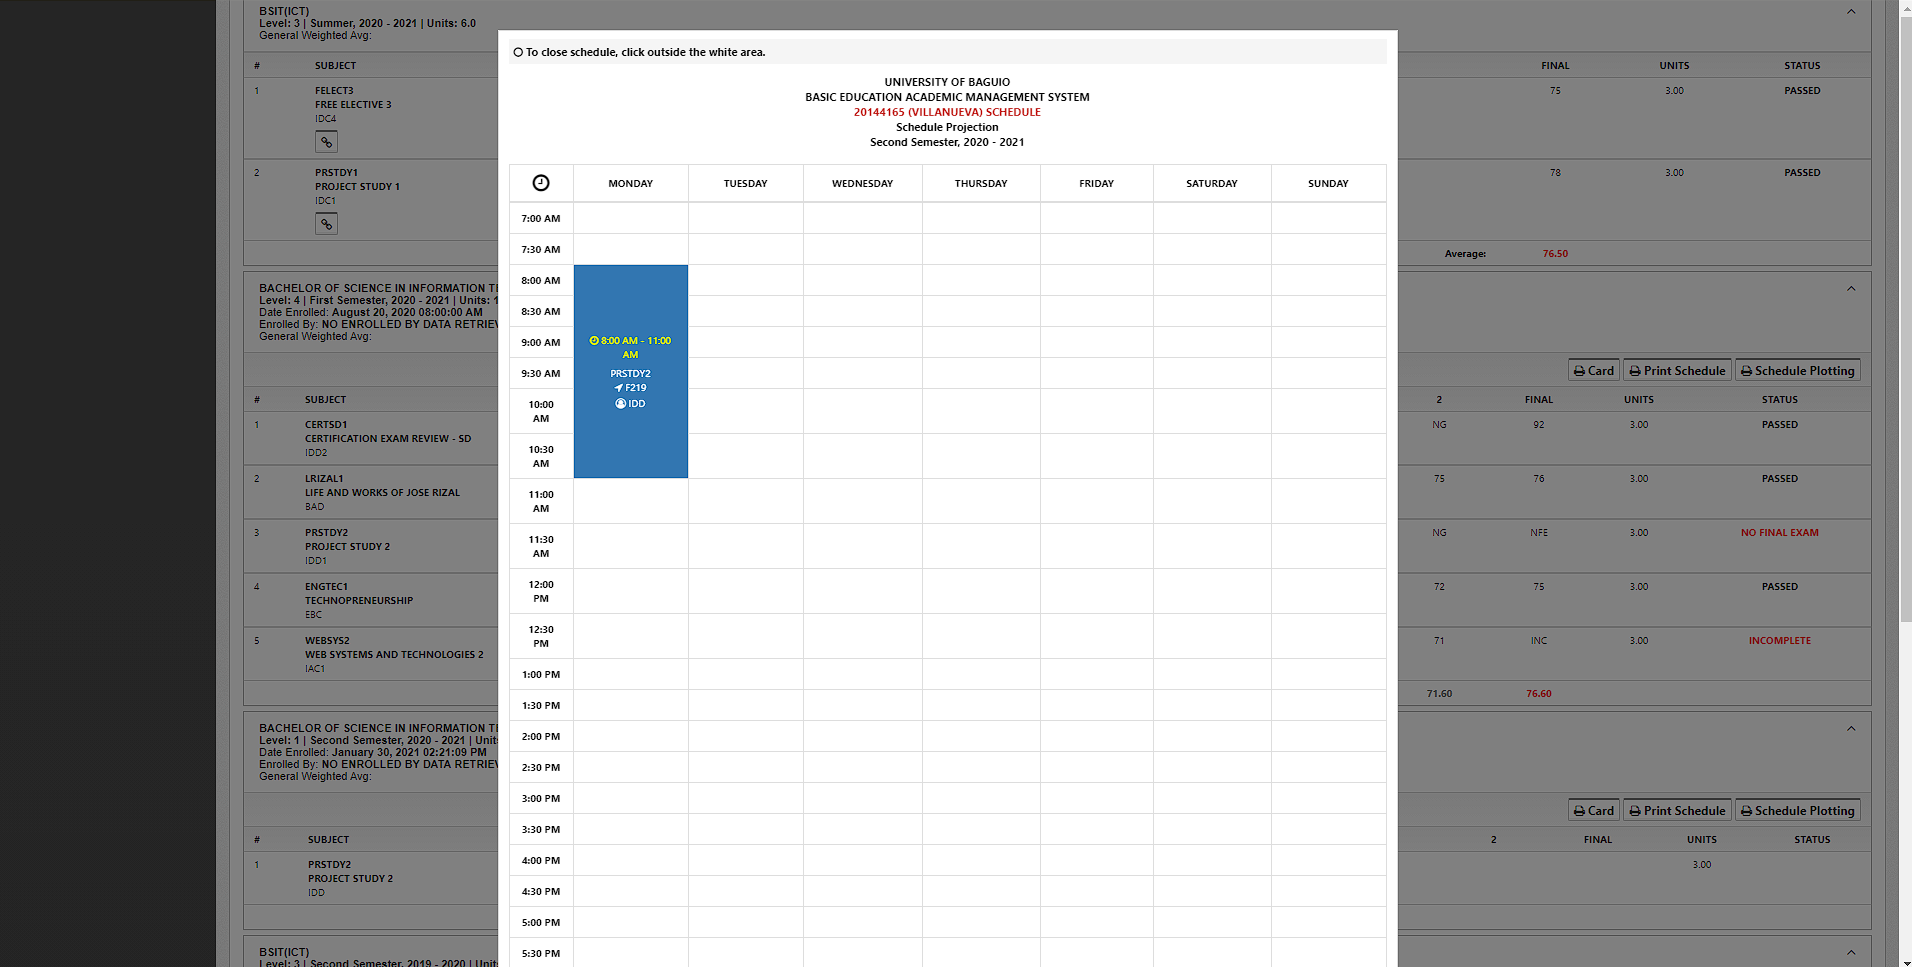 BSIT(ICT)
Level: 3 | Summer, 2020 - 2021 | Units: 6.0
General Weighted Avg:
# SUBJECT FINAL UNITS STATUS
1 FELECT3 75 3.00 PASSED
FREE ELECTIVE 3
IDC4
2 PRSTDY1 78 3.00 PASSED
PROJECT STUDY 1
IDC1
Average: 76.50
BACHELOR OF SCIENCE IN INFORMATION
Level: 4 | First Semester, 2020 - 2021 | Units:
Date Enrolled: August 20, 2020 08:00:00 AM
Enrolled By: NO ENROLLED BY DATA
General Weighted Avg:
Card Print Schedule Schedule Plotting
# SUBJECT 2 FINAL UNITS STATUS
1 CERTSD1 NG 92 3.00 PASSED
CERTIFICATION EXAM REVIEW - SD
IDD2
2 LRIZAL1 75 76 3.00 PASSED
LIFE AND WORKS OF JOSE RIZAL
BAD
3 PRSTDY2 NG NFE 3.00 NO FINAL EXAM
PROJECT STUDY 2
IDD1
4 ENGTEC1 72 75 3.00 PASSED
TECHNOPRENEURSHIP
EBC
5 WEBSYS2 71 INC 3.00 INCOMPLETE
WEB SYSTEMS AND TECHNOLOGIES 2
IAC1
71.60 76.60
BACHELOR OF SCIENCE IN INFORMATION
Level: 1 | Second Semester, 2020 - 2021 |
Date Enrolled: January 30, 2021 02:21:09 PM
Enrolled By: NO ENROLLED BY DATA
General Weighted Avg:
Card Print Schedule Schedule Plotting
# SUBJECT 2 FINAL UNITS STATUS
1 PRSTDY2 3.00
PROJECT STUDY 2
IDD
BSIT(ICT)
Level: 3 | Second Semester, 2019 - 2020 |
To close schedule, click outside the white area.
UNIVERSITY OF BAGUIO
BASIC EDUCATION ACADEMIC MANAGEMENT SYSTEM
20144165 (VILLANUEVA) SCHEDULE
Schedule Projection
Second Semester, 2020 - 2021
MONDAY TUESDAY WEDNESDAY THURSDAY FRIDAY SATURDAY SUNDAY
7:00 AM
7:30 AM
8:00 AM
8:30 AM
9:00 AM
9:30 AM
10:00
AM
10:30
AM
8:00 AM - 11:00
AM
PRSTDY2
F219
IDD
11:00
AM
11:30
AM
12:00
PM
12:30
PM
1:00 PM
1:30 PM
2:00 PM
2:30 PM
3:00 PM
3:30 PM
4:00 PM
4:30 PM
5:00 PM
5:30 PM